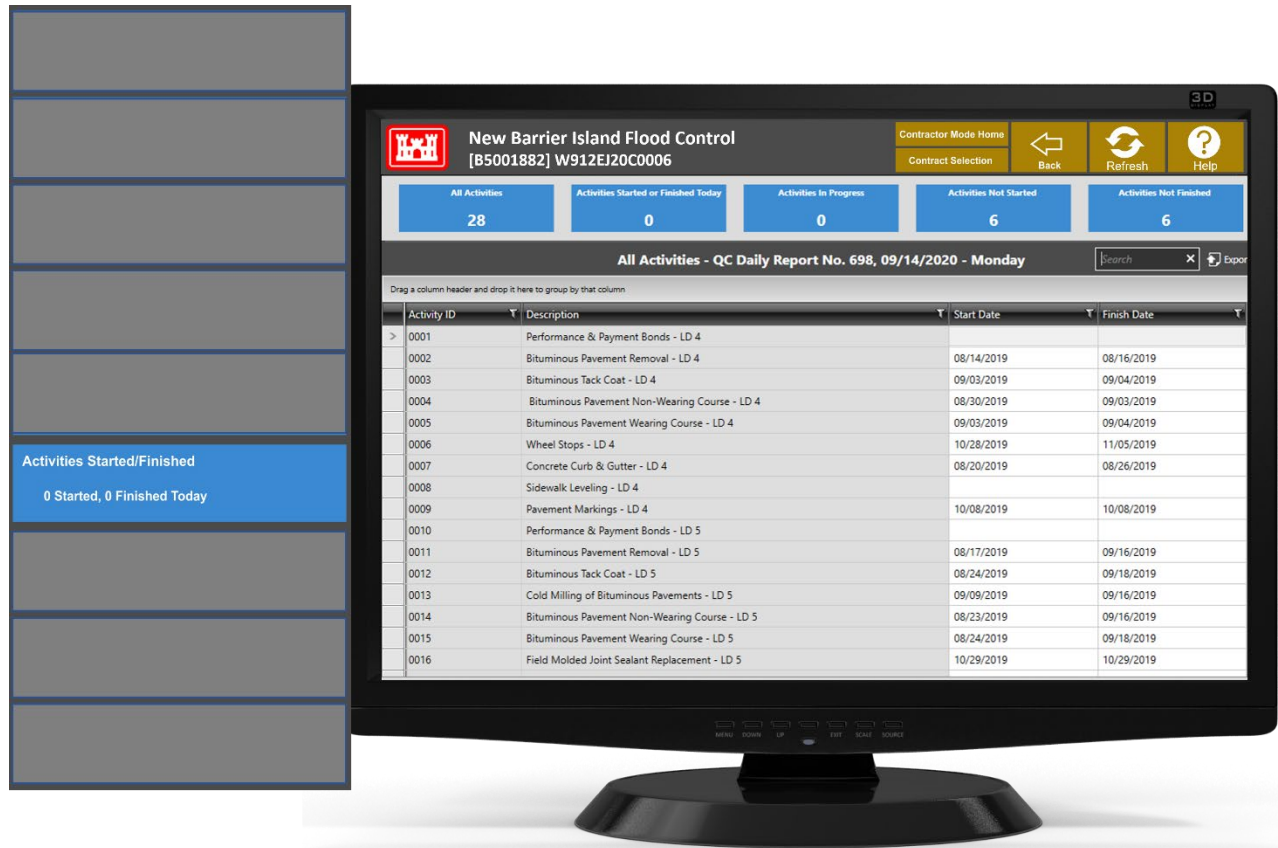 Activities Started/Finished
0 Started, 0 Finished Today
3D
DISPLAY
New Barrier Island Flood Control
[B5001882] W912EJ20C0006
Contractor Mode Home
Contract Selection
Back
Refresh
Help
All Activities
28
Activities Started or Finished Today
0
Activities In Progress
0
Activities Not Started
6
Activities Not Finished
6
All Activities - QC Daily Report No. 698, 09/14/2020 - Monday
Search
Expor
Drag a column header and drop it here to group by that column
Activity ID Description Start Date Finish Date
0001 Performance & Payment Bonds - LD 4
0002 Bituminous Pavement Removal - LD 4 08/14/2019 08/16/2019
0003 Bituminous Tack Coat - LD 4 09/03/2019 09/04/2019
0004 Bituminous Pavement Non-Wearing Course - LD 4 08/30/2019 09/03/2019
0005 Bituminous Pavement Wearing Course - LD 4 09/03/2019 09/04/2019
0006 Wheel Stops - LD 4 10/28/2019 11/05/2019
0007 Concrete Curb & Gutter - LD 4 08/20/2019 08/26/2019
0008 Sidewalk Leveling - LD 4
0009 Pavement Markings - LD 4 10/08/2019 10/08/2019
0010 Performance & Payment Bonds - LD 5
0011 Bituminous Pavement Removal - LD 5 08/17/2019 09/16/2019
0012 Bituminous Tack Coat - LD 5 08/24/2019 09/18/2019
0013 Cold Milling of Bituminous Pavements - LD 5 09/09/2019 09/16/2019
0014 Bituminous Pavement Non-Wearing Course - LD 5 08/23/2019 09/16/2019
0015 Bituminous Pavement Wearing Course - LD 5 08/24/2019 09/18/2019
0016 Field Molded Joint Sealant Replacement - LD 5 10/29/2019 10/29/2019
MENU DOWN UP EXIT SCALE SOURCE